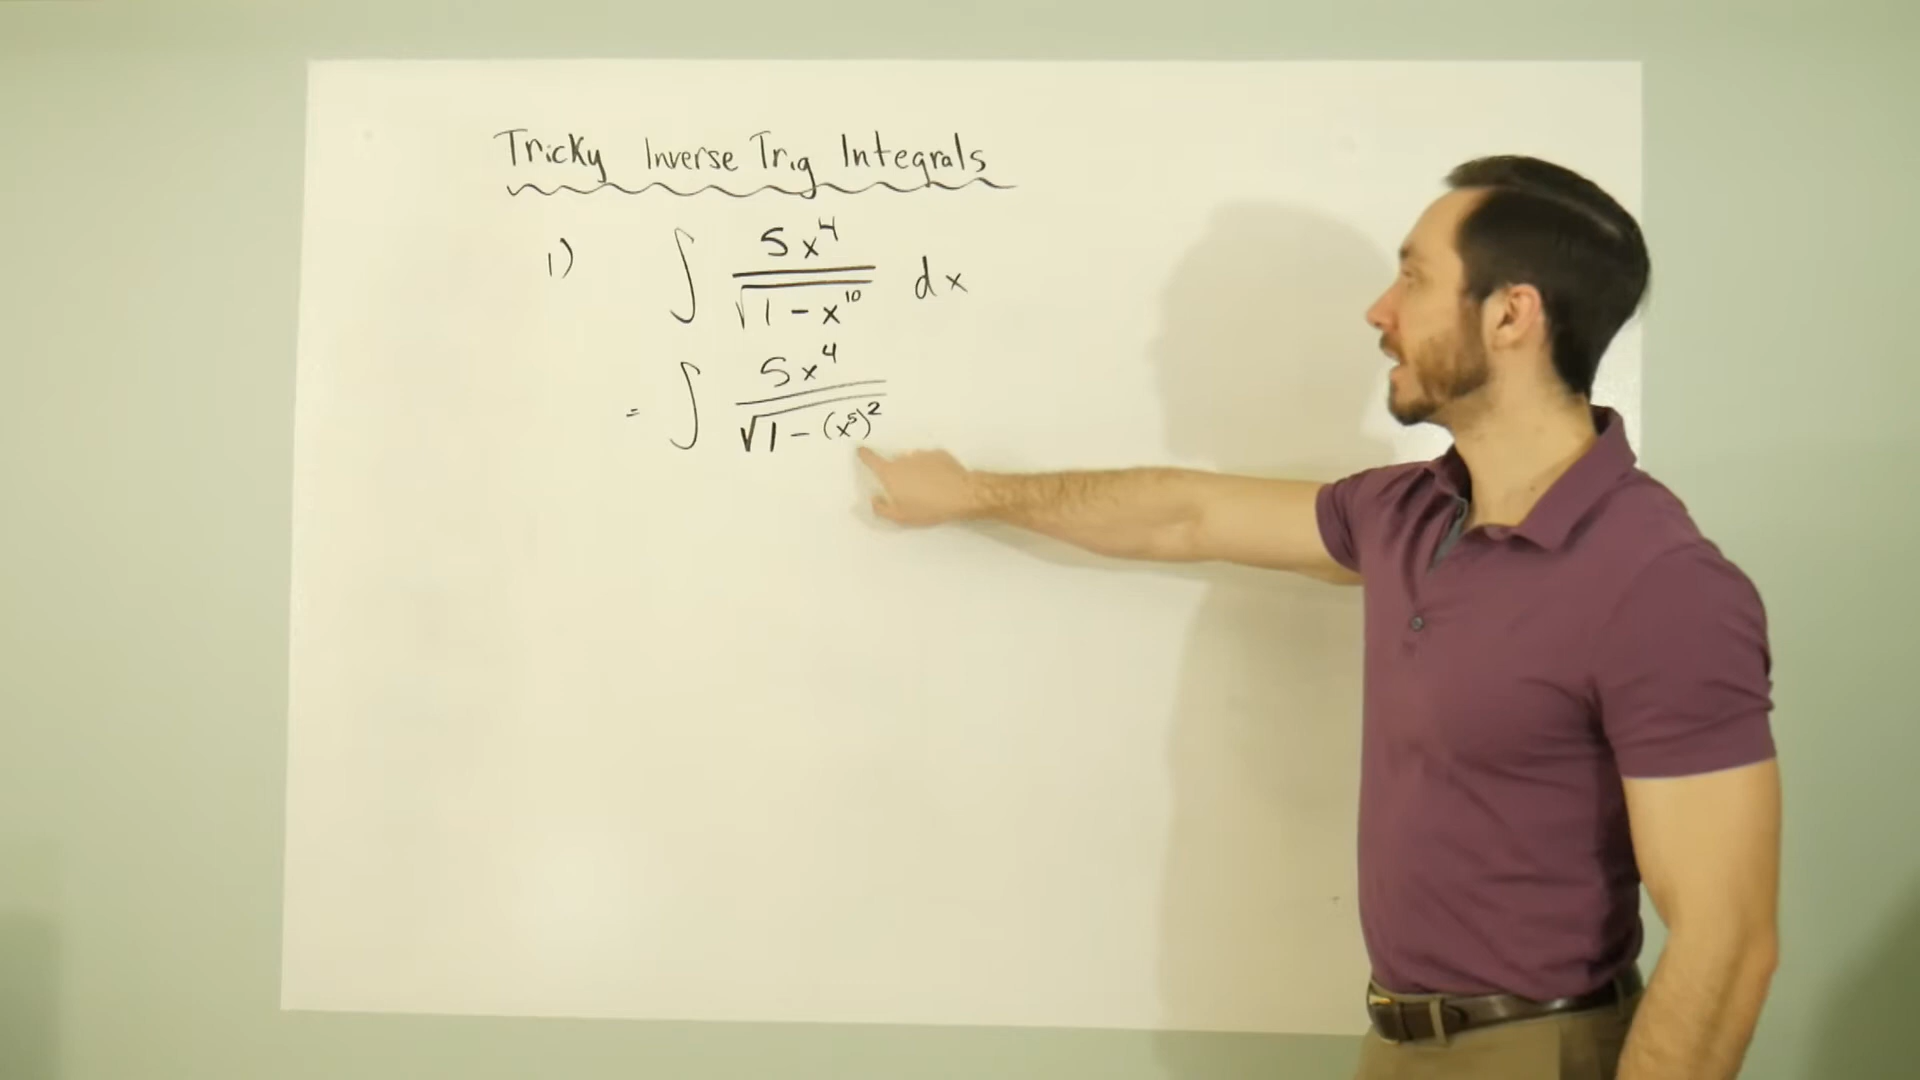 Tricky Inverse Trig Integrals
1) ∫ 5x⁴ / √(1 - x¹⁰) dx
= ∫ 5x⁴ / √(1 - (x⁵)²)